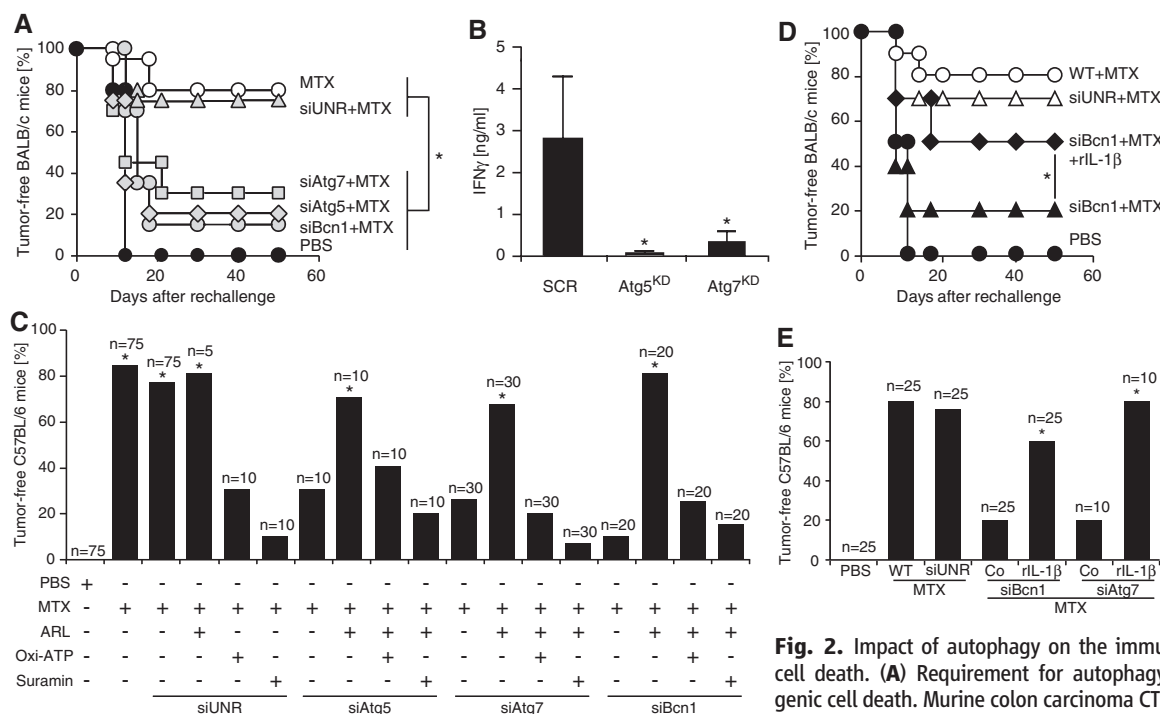 A
Tumor-free BALB/c mice [%]
100
80
60
40
20
0
MTX
siUNR+MTX
*
siAtg7+MTX
siAtg5+MTX
siBcn1+MTX
PBS
0 20 40 60
Days after rechallenge
B
IFNγ [ng/ml]
5
4
3
2
1
0
* *
SCR Atg5KD Atg7KD
D
Tumor-free BALB/c mice [%]
100
80
60
40
20
0
WT+MTX
siUNR+MTX
siBcn1+MTX
+rIL-1β
*
siBcn1+MTX
PBS
0 20 40 60
Days after rechallenge
C
Tumor-free C57BL/6 mice [%]
100
80
60
40
20
0
n=75
n=75
*
n=75
*
n=5
*
n=10
n=10
n=10
n=10
*
n=10
n=10
n=30
n=30
*
n=20
n=30
n=20
n=20
*
n=20
n=20
PBS + - - - - - - - - - - - - - - - - -
MTX - + + + + + + + + + + + + + + + + +
ARL - - - + - - - + + + - + + + - + + +
Oxi-ATP - - - - + - - - + - - - + - - - + -
Suramin - - - - - + - - - + - - - + - - - +
siUNR siAtg5 siAtg7 siBcn1
E
Tumor-free C57BL/6 mice [%]
100
80
60
40
20
0
n=25
n=25
n=25
n=25
n=25
*
n=10
n=10
*
PBS WT siUNR Co rIL-1β Co rIL-1β
MTX siBcn1 siAtg7
MTX
Fig. 2. Impact of autophagy on the immu
cell death. (A) Requirement for autophagy
genic cell death. Murine colon carcinoma CT